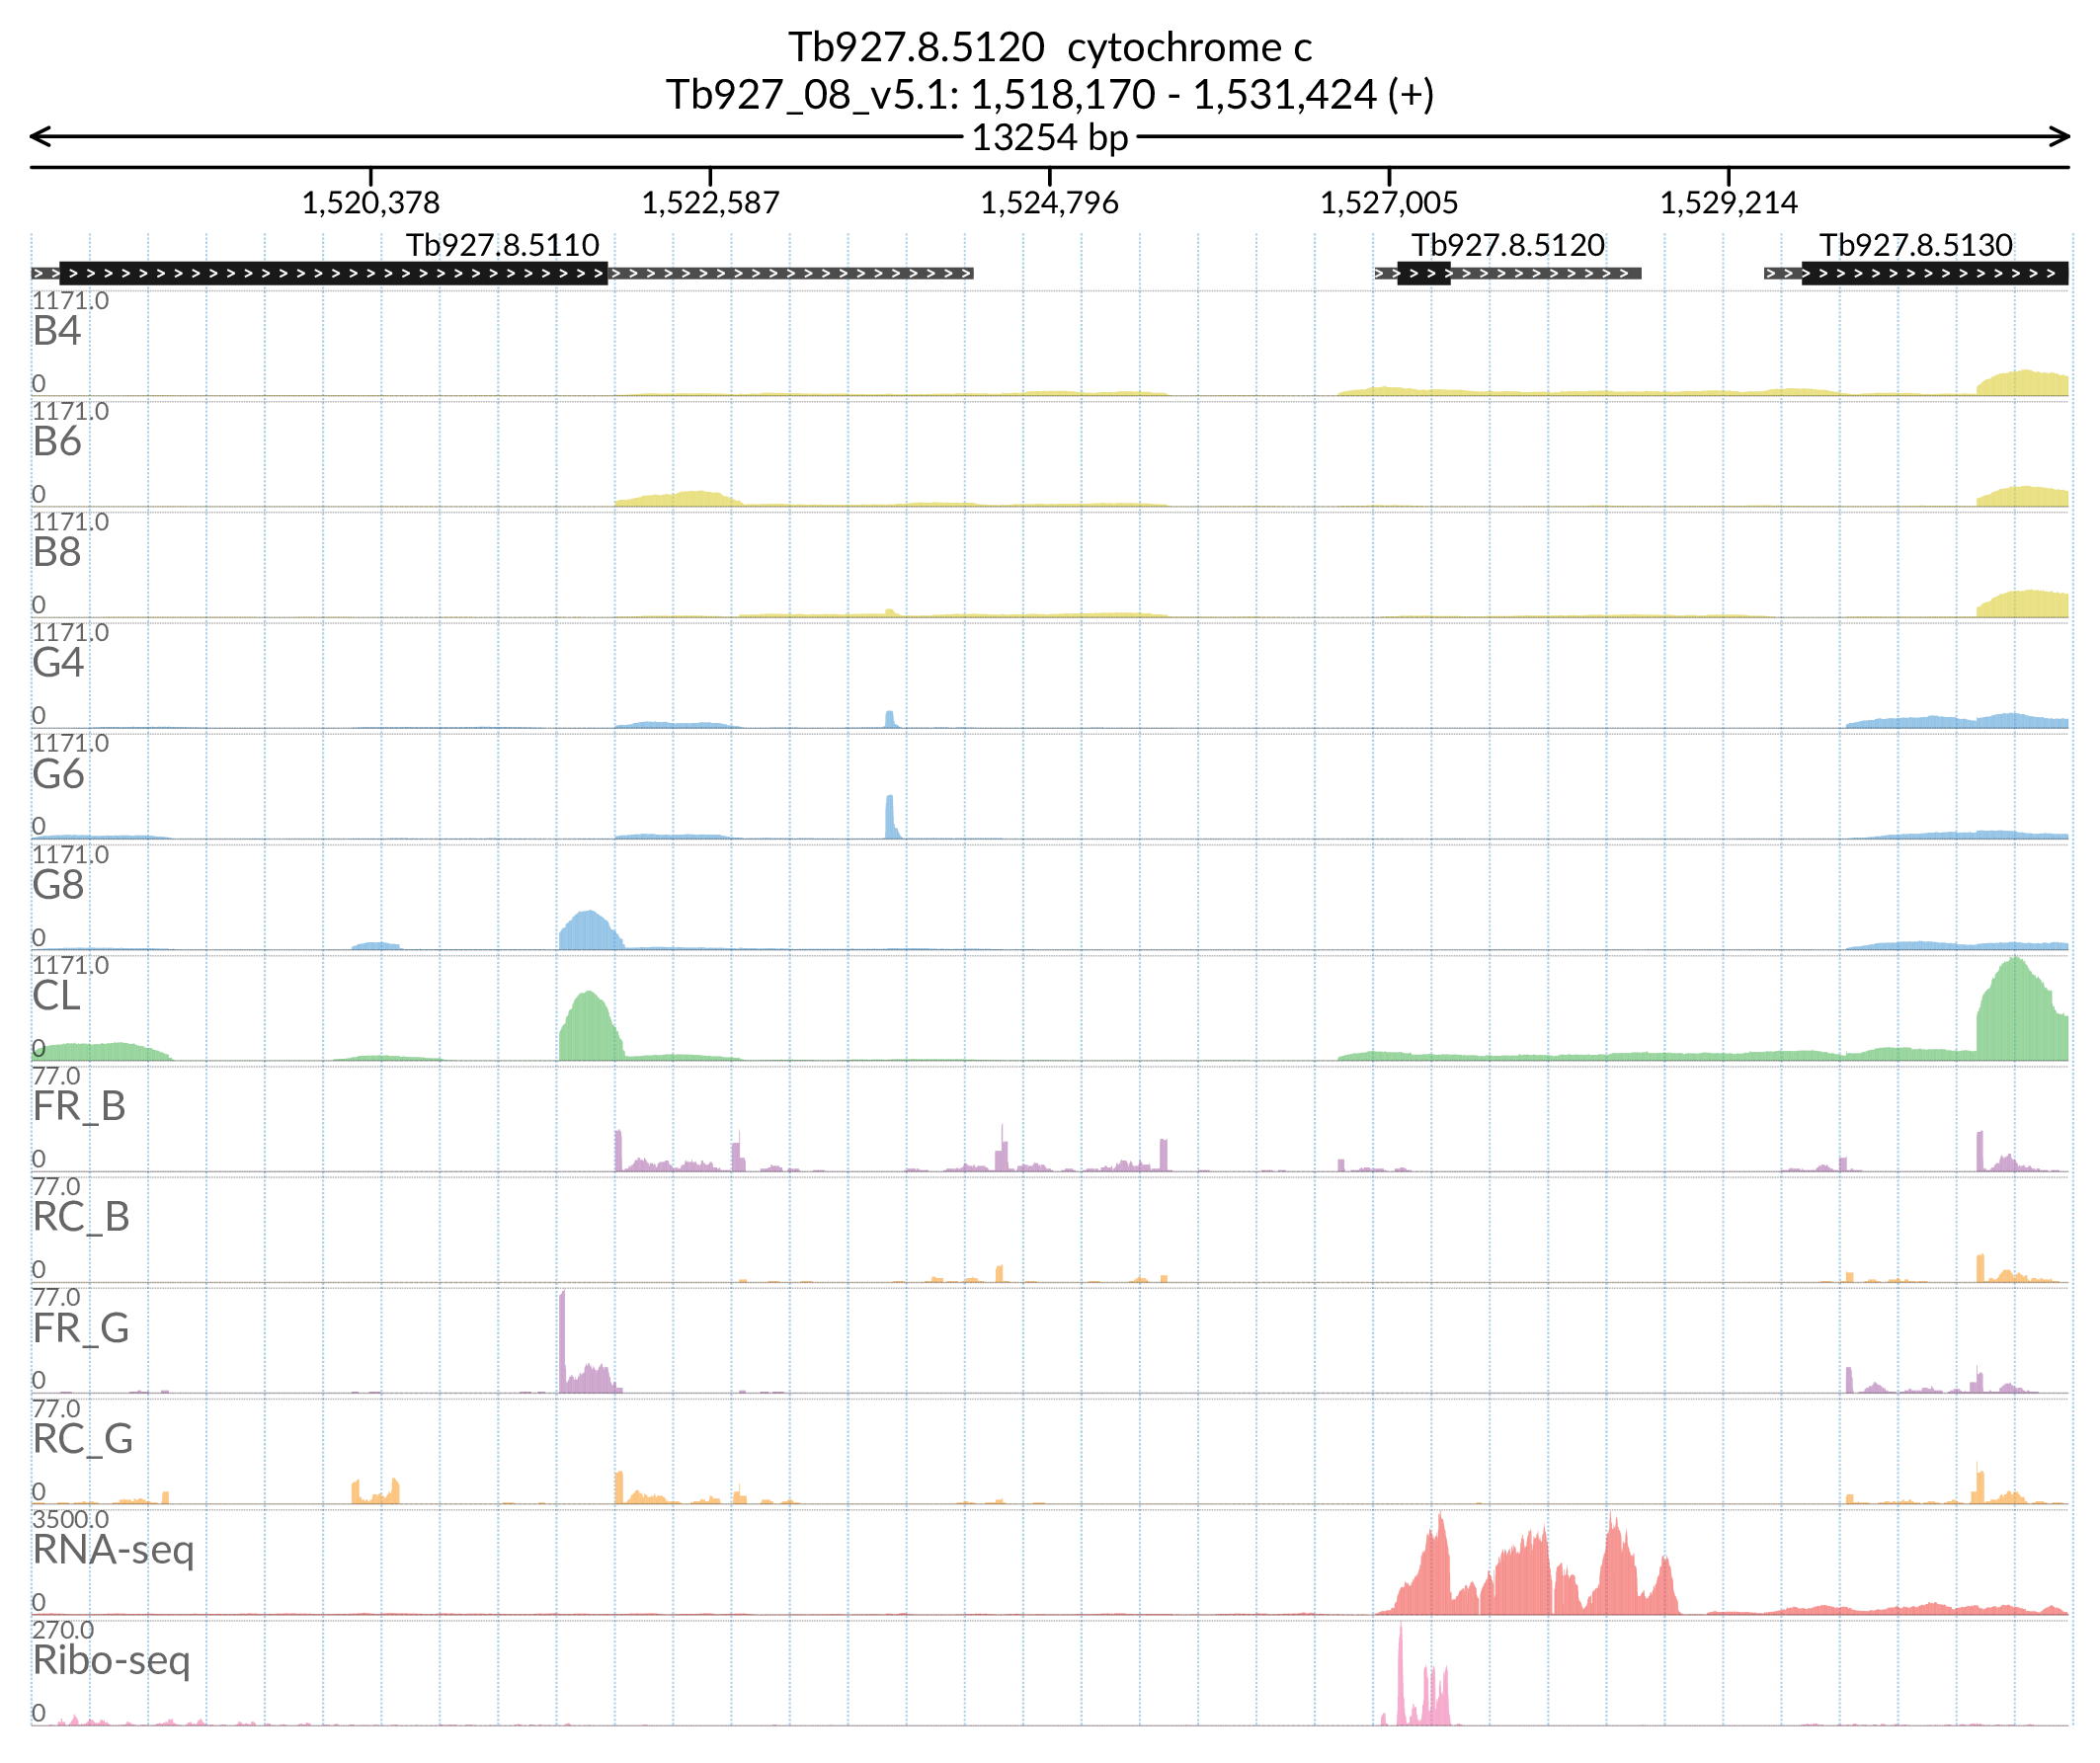 Tb927.8.5120  cytochrome c
Tb927_08_v5.1: 1,518,170 - 1,531,424 (+)
13254 bp
1,520,378 1,522,587 1,524,796 1,527,005 1,529,214
Tb927.8.5110 Tb927.8.5120 Tb927.8.5130
1171.0
B4
0
1171.0
B6
0
1171.0
B8
0
1171.0
G4
0
1171.0
G6
0
1171.0
G8
0
1171.0
CL
0
77.0
FR_B
0
77.0
RC_B
0
77.0
FR_G
0
77.0
RC_G
0
3500.0
RNA-seq
0
270.0
Ribo-seq
0